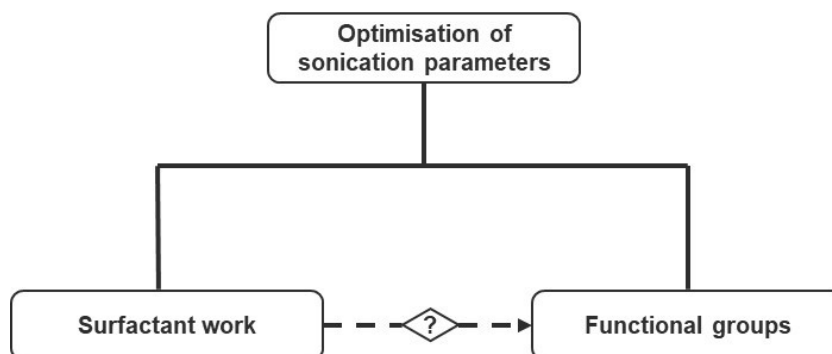 Optimisation of
sonication parameters
Surfactant work
?
Functional groups